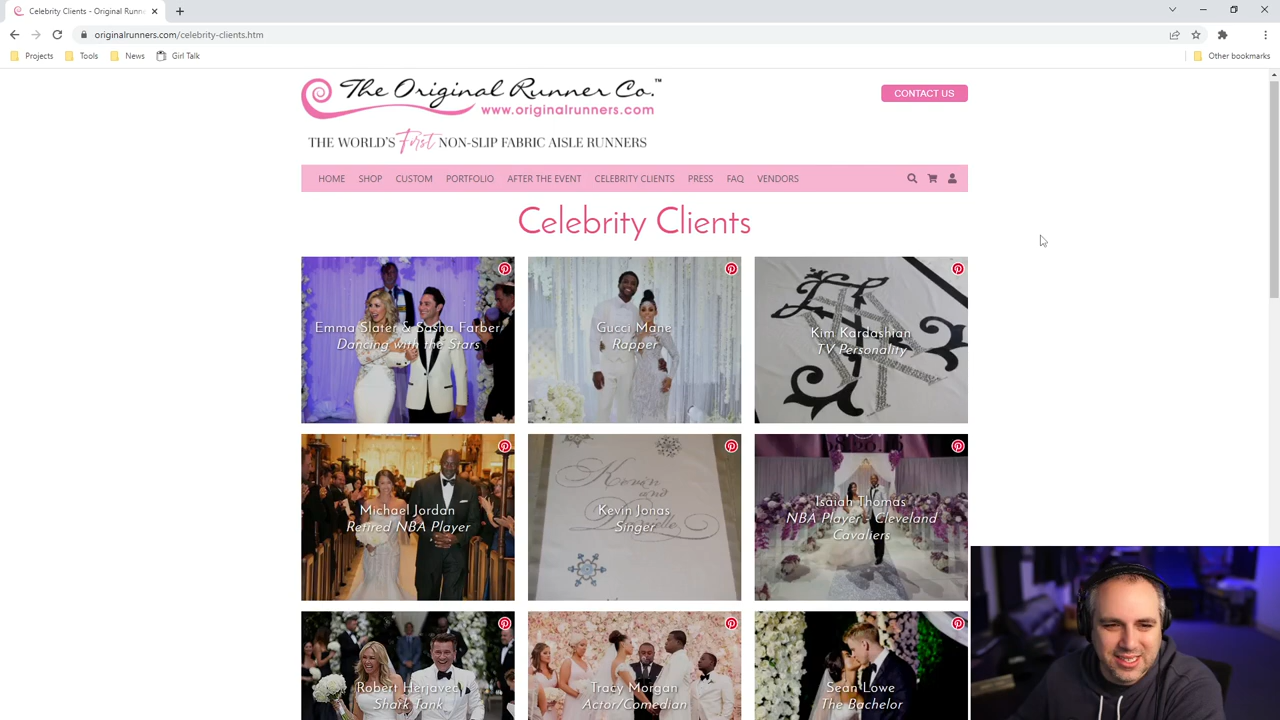 Celebrity Clients - Original Runn
originalrunners.com/celebrity-clients.htm
Projects
Tools
News
Girl Talk
Other bookmarks
The Original Runner Co.™
www.originalrunners.com
CONTACT US
THE WORLD'S First NON-SLIP FABRIC AISLE RUNNERS
HOME
SHOP
CUSTOM
PORTFOLIO
AFTER THE EVENT
CELEBRITY CLIENTS
PRESS
FAQ
VENDORS
Celebrity Clients
Emma Slater & Sasha Farber
Dancing with the Stars
Gucci Mane
Rapper
Kim Kardashian
TV Personality
Michael Jordan
Retired NBA Player
Kevin Jonas
Singer
Kevin
and
Isaiah Thomas
NBA Player - Cleveland
Cavaliers
Robert Herjavec
Shark Tank
Tracy Morgan
Actor/Comedian
Sean Lowe
The Bachelor